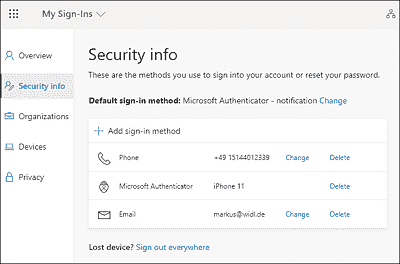 My Sign-Ins
Overview
Security info
Organizations
Devices
Privacy
Security info
These are the methods you use to sign into your account or reset your password.
Default sign-in method: Microsoft Authenticator - notification Change
Add sign-in method
Phone +49 15144012339 Change Delete
Microsoft Authenticator iPhone 11 Delete
Email markus@widl.de Change Delete
Lost device? Sign out everywhere